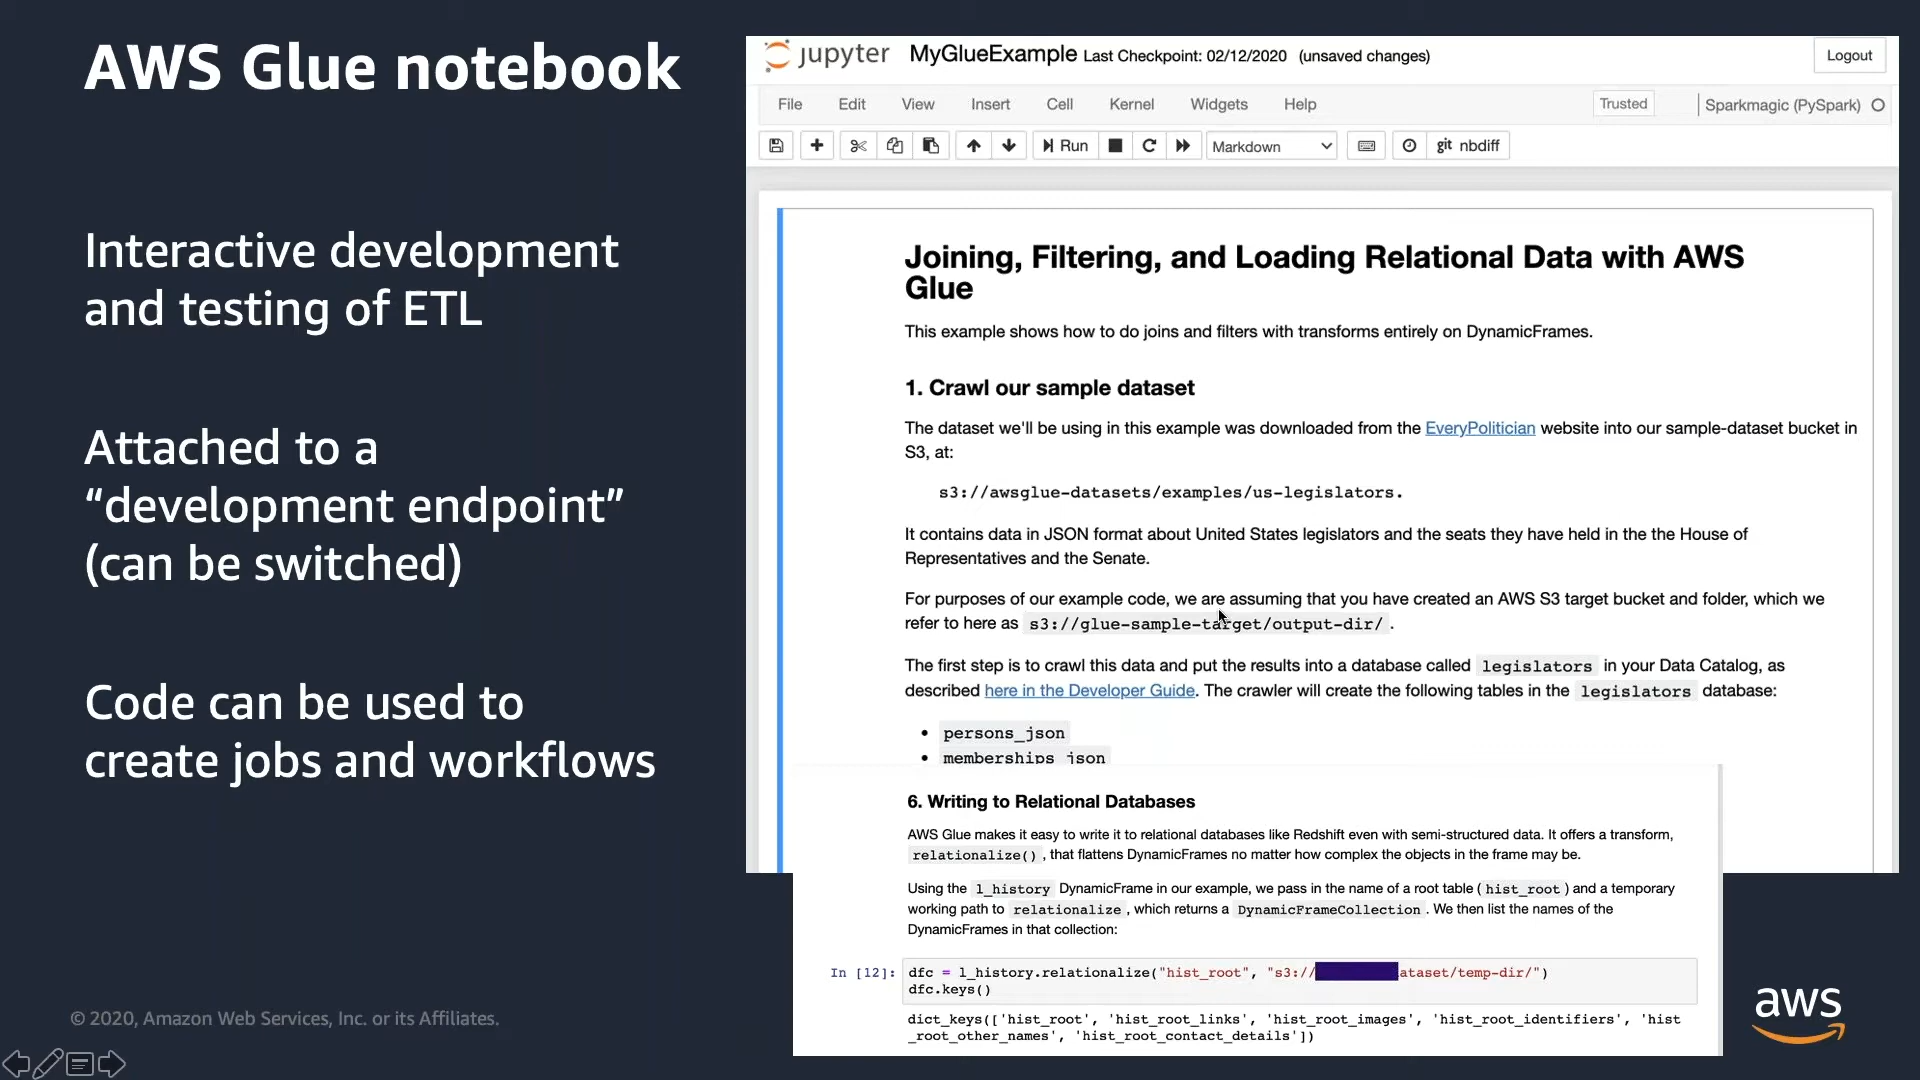 AWS Glue notebook
Interactive development
and testing of ETL
Attached to a
“development endpoint”
(can be switched)
Code can be used to
create jobs and workflows
© 2020, Amazon Web Services, Inc. or its Affiliates.
jupyter MyGlueExample Last Checkpoint: 02/12/2020 (unsaved changes) Logout
File Edit View Insert Cell Kernel Widgets Help Trusted Sparkmagic (PySpark)
Run Markdown git nbdiff
Joining, Filtering, and Loading Relational Data with AWS
Glue
This example shows how to do joins and filters with transforms entirely on DynamicFrames.
1. Crawl our sample dataset
The dataset we'll be using in this example was downloaded from the EveryPolitician website into our sample-dataset bucket in
S3, at:
s3://awsglue-datasets/examples/us-legislators.
It contains data in JSON format about United States legislators and the seats they have held in the the House of
Representatives and the Senate.
For purposes of our example code, we are assuming that you have created an AWS S3 target bucket and folder, which we
refer to here as s3://glue-sample-target/output-dir/ .
The first step is to crawl this data and put the results into a database called legislators in your Data Catalog, as
described here in the Developer Guide. The crawler will create the following tables in the legislators database:
• persons_json
• memberships_json
6. Writing to Relational Databases
AWS Glue makes it easy to write it to relational databases like Redshift even with semi-structured data. It offers a transform,
relationalize() , that flattens DynamicFrames no matter how complex the objects in the frame may be.
Using the l_history DynamicFrame in our example, we pass in the name of a root table ( hist_root ) and a temporary
working path to relationalize , which returns a DynamicFrameCollection . We then list the names of the
DynamicFrames in that collection:
In [12]: dfc = l_history.relationalize("hist_root", "s3:// ataset/temp-dir/")
dfc.keys()
dict_keys(['hist_root', 'hist_root_links', 'hist_root_images', 'hist_root_identifiers', 'hist
_root_other_names', 'hist_root_contact_details'])
aws